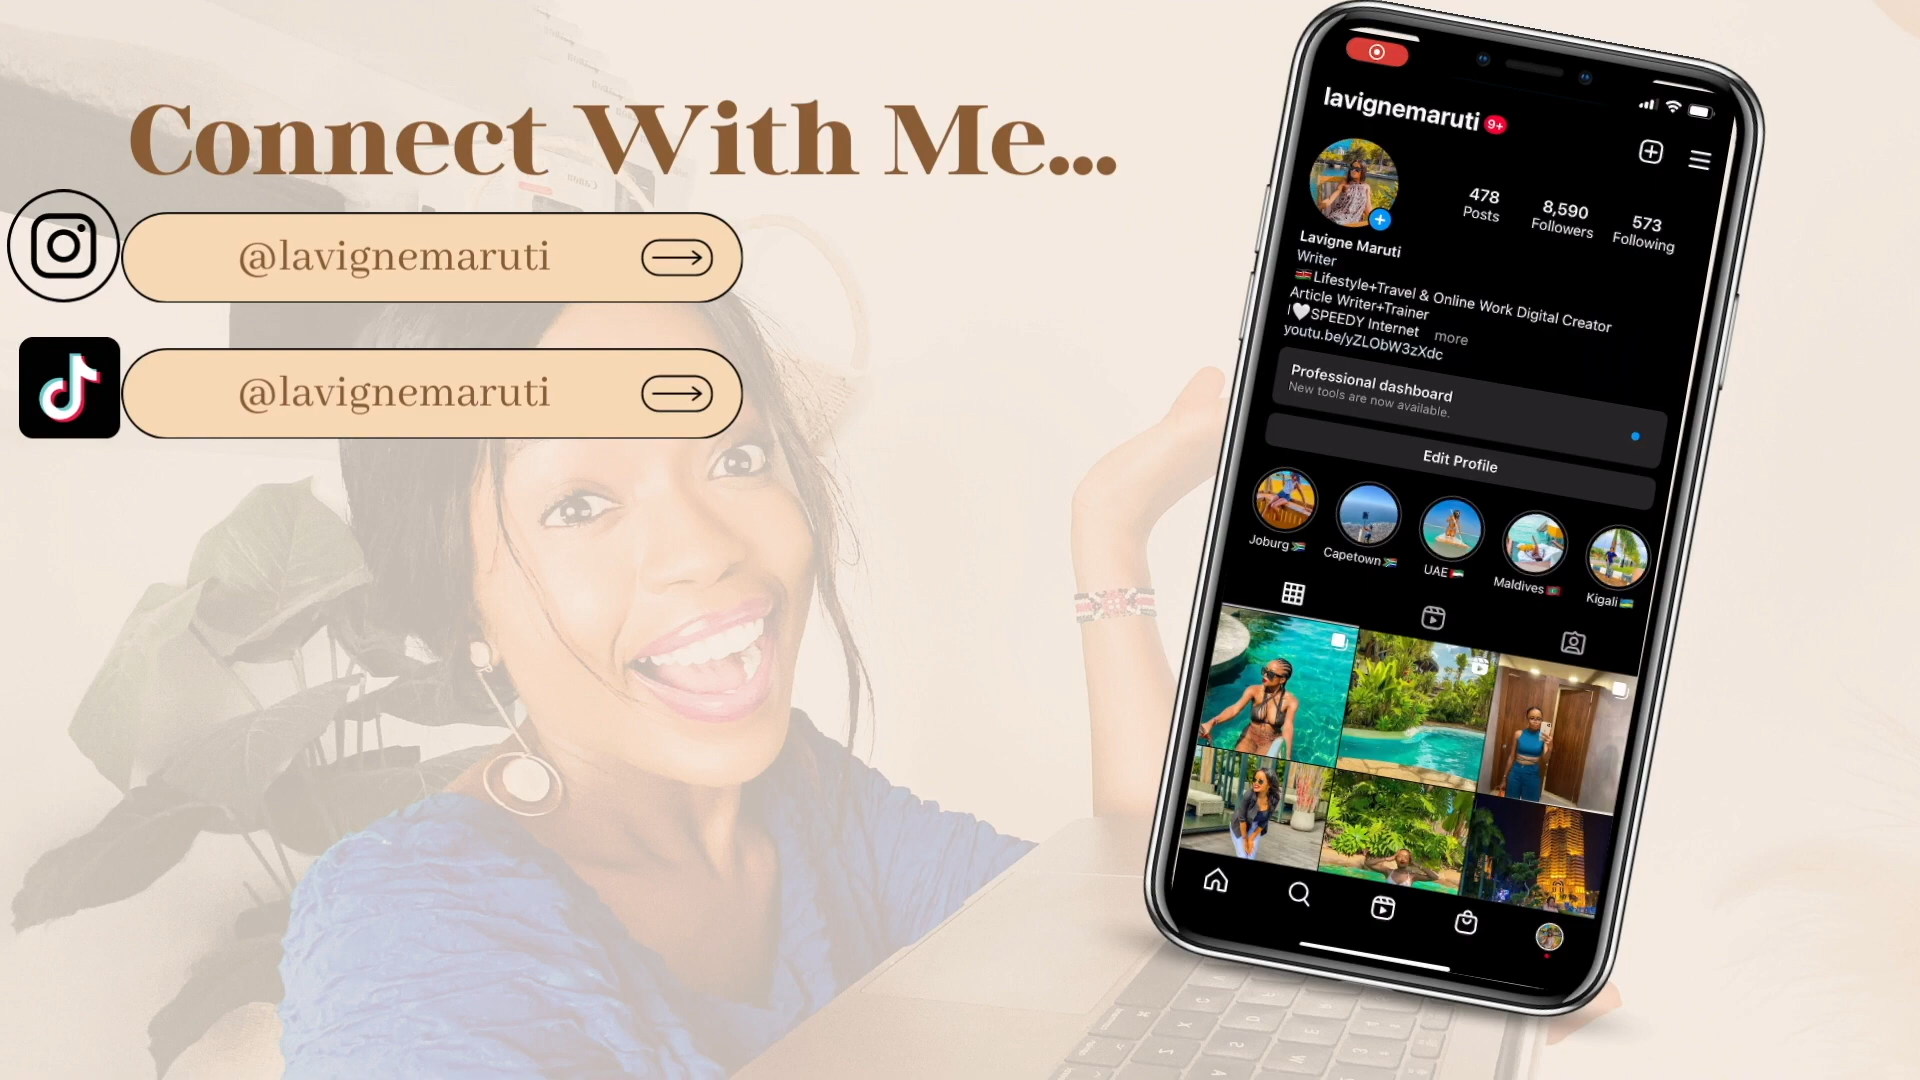 Connect With Me...
@lavignemaruti
@lavignemaruti
lavignemaruti 9+
478
Posts
8,590
Followers
573
Following
Lavigne Maruti
Writer
🇰🇪Lifestyle+Travel & Online Work Digital Creator
Article Writer+Trainer
I🤍SPEEDY Internet more
youtu.be/yZLObW3zXdc
Professional dashboard
New tools are now available.
Edit Profile
Joburg🇿🇦
Capetown🇿🇦
UAE🇦🇪
Maldives🇲🇻
Kigali🇷🇼